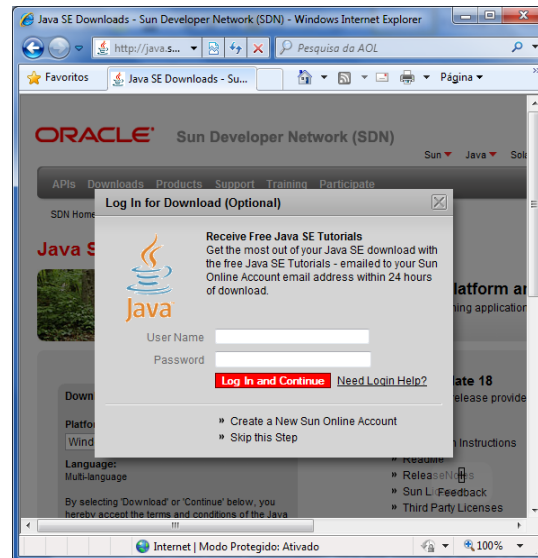 Java SE Downloads - Sun Developer Network (SDN) - Windows Internet Explorer
http://java.s...
Pesquisa da AOL
Favoritos
Java SE Downloads - Su...
Página
ORACLE Sun Developer Network (SDN)
Sun Java
APIs Downloads Products Support Training Participate
SDN Home
Java S
Log In for Download (Optional)
Receive Free Java SE Tutorials
Get the most out of your Java SE download with
the free Java SE Tutorials - emailed to your Sun
Online Account email address within 24 hours
of download.
Java
User Name
Password
Log In and Continue Need Login Help?
» Create a New Sun Online Account
» Skip this Step
latform ar
ning application
ate 18
elease provide
n Instructions
» ReadMe
» ReleaseNotes
» Sun Li
Feedback
» Third Party Licenses
Down
Platfo
Wind
Language:
Multi-language
By selecting 'Download' or 'Continue' below, you
hereby accept the terms and conditions of the Java
Internet | Modo Protegido: Ativado
100%